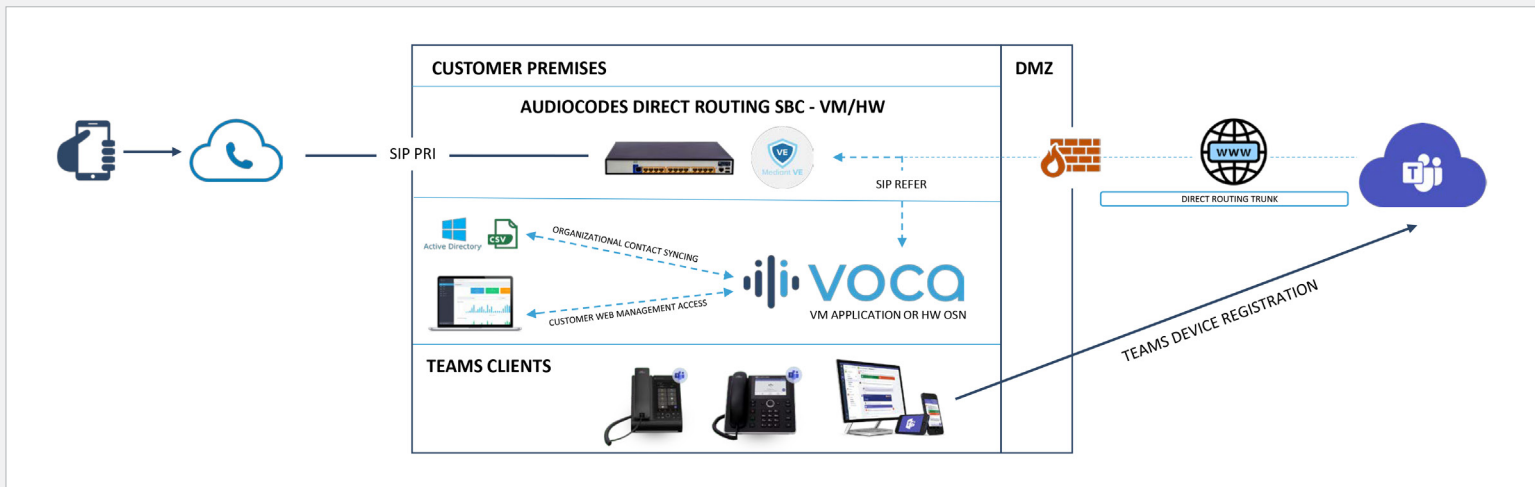 CUSTOMER PREMISES
DMZ
AUDIOCODES DIRECT ROUTING SBC - VM/HW
SIP PRI
VE
Mediant VE
WWW
SIP REFER
DIRECT ROUTING TRUNK
Active Directory
CSV
ORGANIZATIONAL CONTACT SYNCING
VOCA
CUSTOMER WEB MANAGEMENT ACCESS
VM APPLICATION OR HW OSN
TEAMS DEVICE REGISTRATION
TEAMS CLIENTS